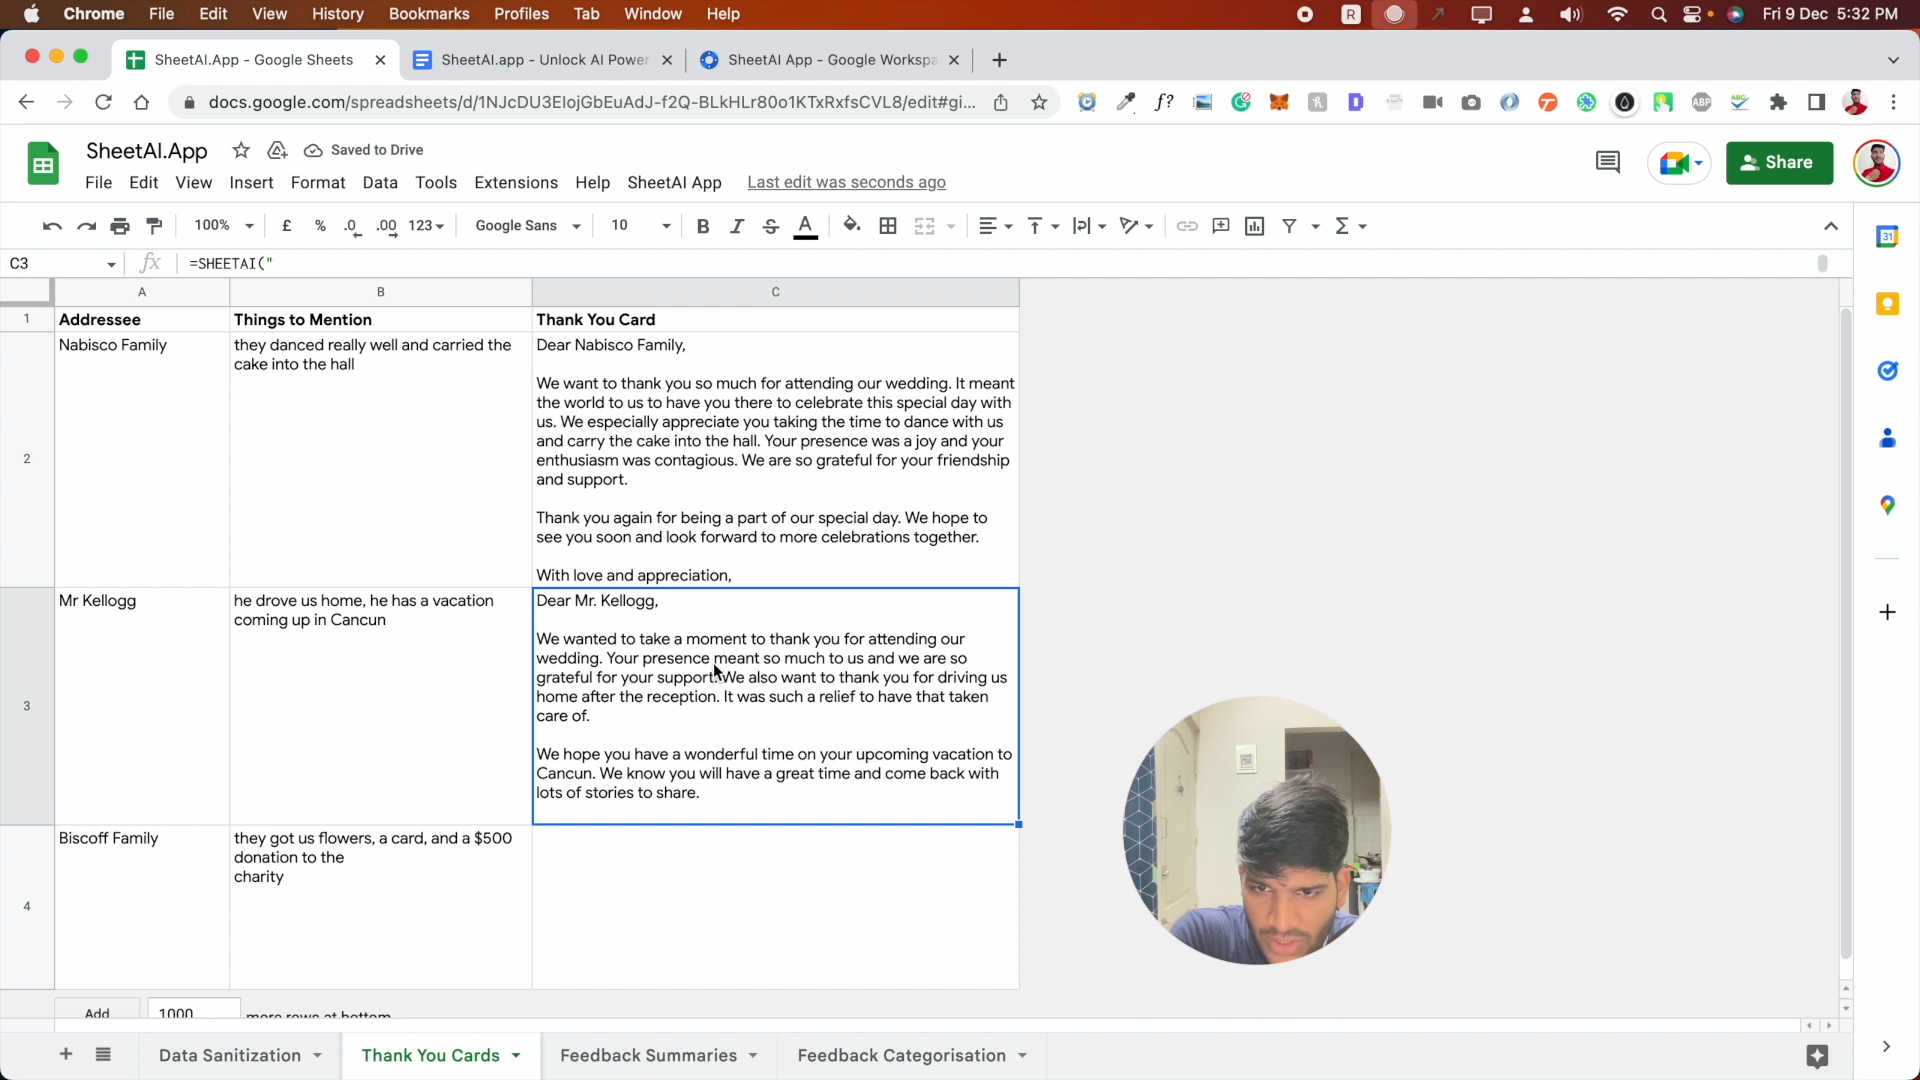 Chrome File Edit View History Bookmarks Profiles Tab Window Help Fri 9 Dec 5:32 PM
SheetAI.App - Google Sheets SheetAI.app - Unlock AI Power SheetAI App - Google Workspa
docs.google.com/spreadsheets/d/1NJcDU3EIojGbEuAdJ-f2Q-BLkHLr80o1KTxRxfsCVL8/edit#gi...
SheetAI.App Saved to Drive
File Edit View Insert Format Data Tools Extensions Help SheetAI App Last edit was seconds ago
Share
100% £ % .0 .00 123 Google Sans 10 B I S A
C3 fx =SHEETAI("
A B C
1 Addressee Things to Mention Thank You Card
2
Nabisco Family
they danced really well and carried the
cake into the hall
Dear Nabisco Family,
We want to thank you so much for attending our wedding. It meant
the world to us to have you there to celebrate this special day with
us. We especially appreciate you taking the time to dance with us
and carry the cake into the hall. Your presence was a joy and your
enthusiasm was contagious. We are so grateful for your friendship
and support.
Thank you again for being a part of our special day. We hope to
see you soon and look forward to more celebrations together.
With love and appreciation,
3
Mr Kellogg
he drove us home, he has a vacation
coming up in Cancun
Dear Mr. Kellogg,
We wanted to take a moment to thank you for attending our
wedding. Your presence meant so much to us and we are so
grateful for your support. We also want to thank you for driving us
home after the reception. It was such a relief to have that taken
care of.
We hope you have a wonderful time on your upcoming vacation to
Cancun. We know you will have a great time and come back with
lots of stories to share.
4
Biscoff Family
they got us flowers, a card, and a $500
donation to the
charity
Add 1000 more rows at bottom
Data Sanitization Thank You Cards Feedback Summaries Feedback Categorisation